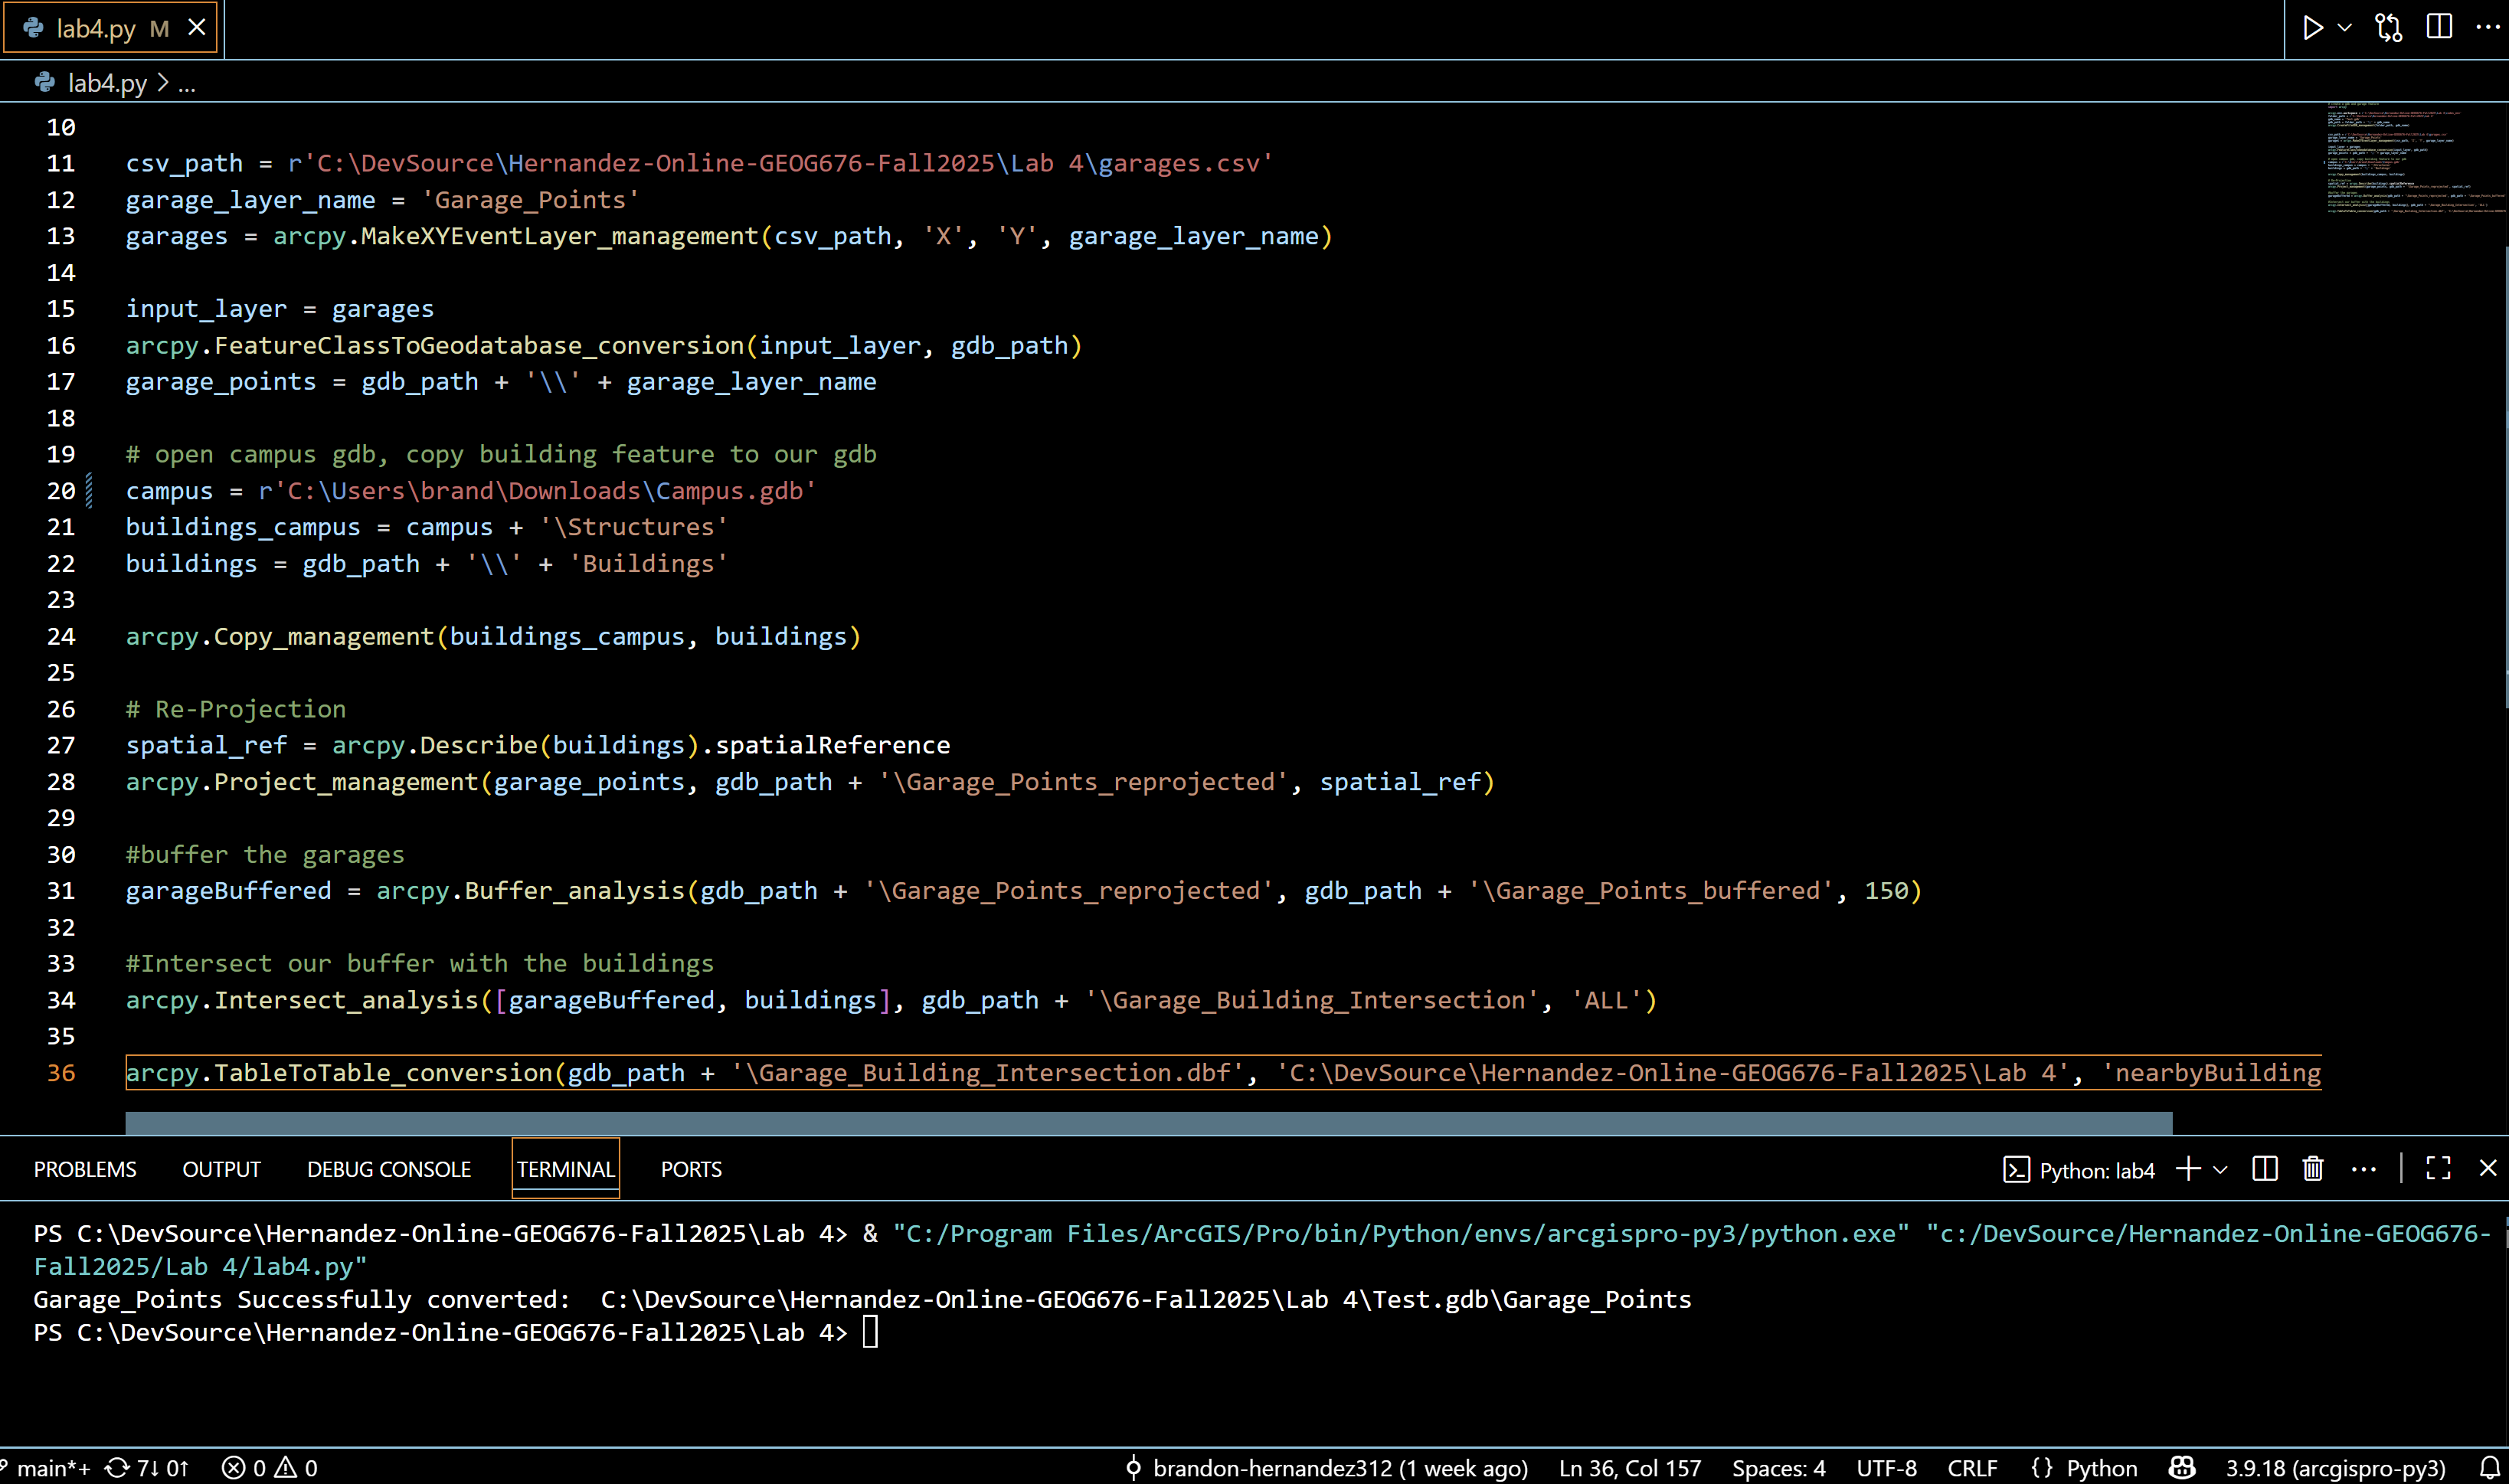 lab4.py M
lab4.py > ...
10
11 csv_path = r'C:\DevSource\Hernandez-Online-GEOG676-Fall2025\Lab 4\garages.csv'
12 garage_layer_name = 'Garage_Points'
13 garages = arcpy.MakeXYEventLayer_management(csv_path, 'X', 'Y', garage_layer_name)
14
15 input_layer = garages
16 arcpy.FeatureClassToGeodatabase_conversion(input_layer, gdb_path)
17 garage_points = gdb_path + '\\' + garage_layer_name
18
19 # open campus gdb, copy building feature to our gdb
20 campus = r'C:\Users\brand\Downloads\Campus.gdb'
21 buildings_campus = campus + '\Structures'
22 buildings = gdb_path + '\\' + 'Buildings'
23
24 arcpy.Copy_management(buildings_campus, buildings)
25
26 # Re-Projection
27 spatial_ref = arcpy.Describe(buildings).spatialReference
28 arcpy.Project_management(garage_points, gdb_path + '\Garage_Points_reprojected', spatial_ref)
29
30 #buffer the garages
31 garageBuffered = arcpy.Buffer_analysis(gdb_path + '\Garage_Points_reprojected', gdb_path + '\Garage_Points_buffered', 150)
32
33 #Intersect our buffer with the buildings
34 arcpy.Intersect_analysis([garageBuffered, buildings], gdb_path + '\Garage_Building_Intersection', 'ALL')
35
36 arcpy.TableToTable_conversion(gdb_path + '\Garage_Building_Intersection.dbf', 'C:\DevSource\Hernandez-Online-GEOG676-Fall2025\Lab 4', 'nearbyBuilding
PROBLEMS OUTPUT DEBUG CONSOLE TERMINAL PORTS Python: lab4
PS C:\DevSource\Hernandez-Online-GEOG676-Fall2025\Lab 4> & "C:/Program Files/ArcGIS/Pro/bin/Python/envs/arcgispro-py3/python.exe" "c:/DevSource/Hernandez-Online-GEOG676-
Fall2025/Lab 4/lab4.py"
Garage_Points Successfully converted:  C:\DevSource\Hernandez-Online-GEOG676-Fall2025\Lab 4\Test.gdb\Garage_Points
PS C:\DevSource\Hernandez-Online-GEOG676-Fall2025\Lab 4>
main*+ 7↓ 0↑ 0 0 brandon-hernandez312 (1 week ago) Ln 36, Col 157 Spaces: 4 UTF-8 CRLF {} Python 3.9.18 (arcgispro-py3)